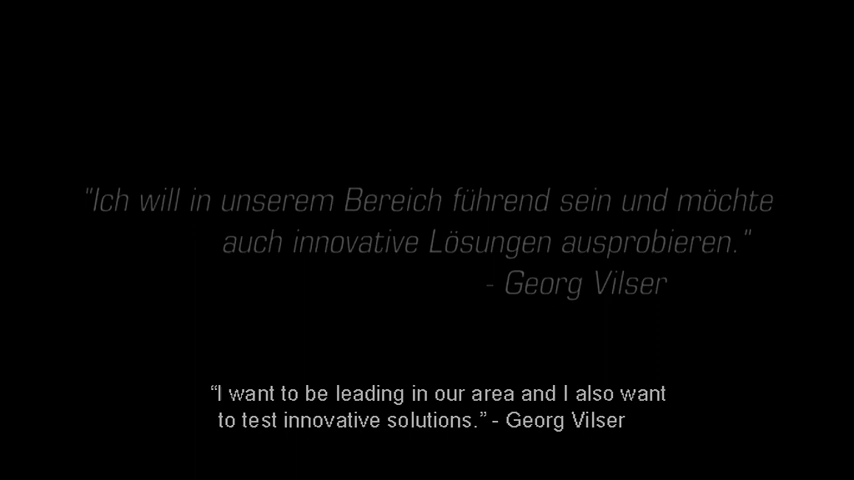 "Ich will in unserem Bereich führend sein und möchte
auch innovative Lösungen ausprobieren."
- Georg Vilser
“I want to be leading in our area and I also want
to test innovative solutions.” - Georg Vilser